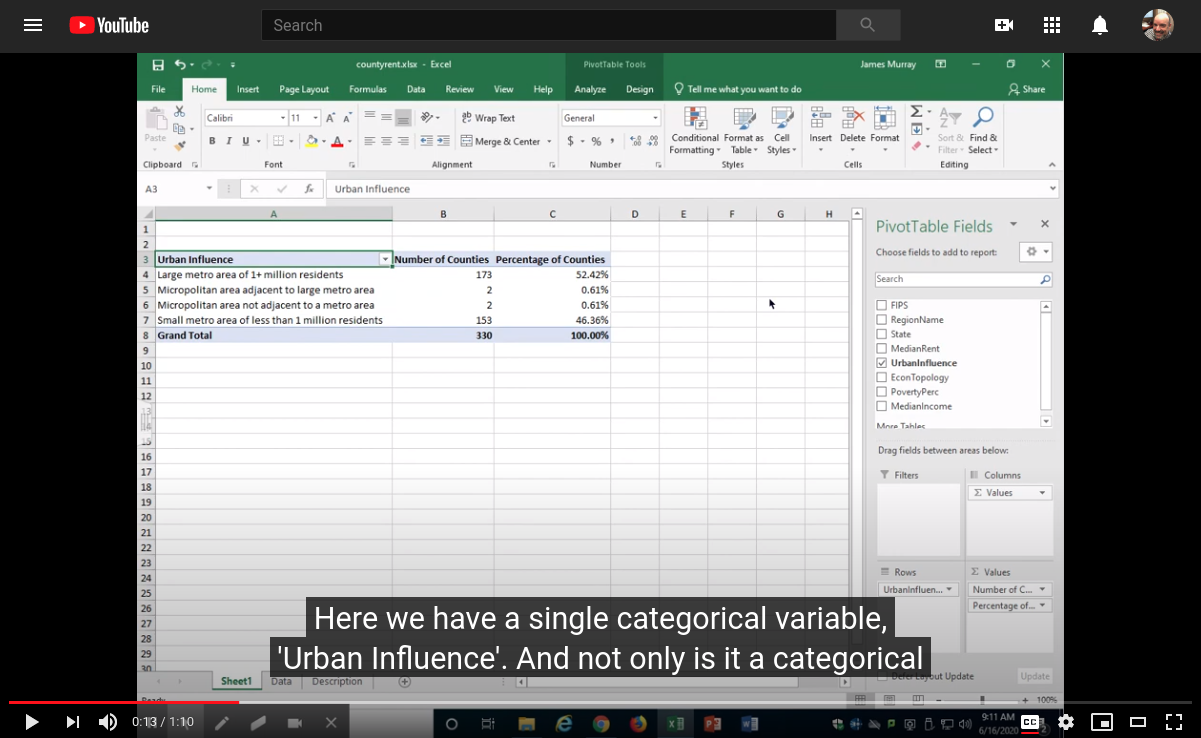 YouTube
Search
countyrent.xlsx - Excel
PivotTable Tools
James Murray
File Home Insert Page Layout Formulas Data Review View Help Analyze Design Tell me what you want to do Share
Paste
Calibri 11
B I U
Wrap Text
Merge & Center
General
$ % ,
Conditional Formatting
Format as Table
Cell Styles
Insert Delete Format
Sort & Filter
Find & Select
Clipboard Font Alignment Number Styles Cells Editing
A3 fx Urban Influence
A B C D E F G H
1
2
3 Urban Influence Number of Counties Percentage of Counties
4 Large metro area of 1+ million residents 173 52.42%
5 Micropolitan area adjacent to large metro area 2 0.61%
6 Micropolitan area not adjacent to a metro area 2 0.61%
7 Small metro area of less than 1 million residents 153 46.36%
8 Grand Total 330 100.00%
9
10
11
12
13
14
15
16
17
18
19
20
21
22
23
24
25
26
27
28
29
30
PivotTable Fields
Choose fields to add to report:
Search
FIPS
RegionName
State
MedianRent
UrbanInfluence
EconTopology
PovertyPerc
MedianIncome
More Tables
Drag fields between areas below:
Filters
Columns
Σ Values
Rows
UrbanInfluen...
Σ Values
Number of C...
Percentage of...
Defer Layout Update
Update
Here we have a single categorical variable,
'Urban Influence'. And not only is it a categorical
Sheet1 Data Description
Ready
100%
0:13 / 1:10
9:11 AM
6/16/2020
CC